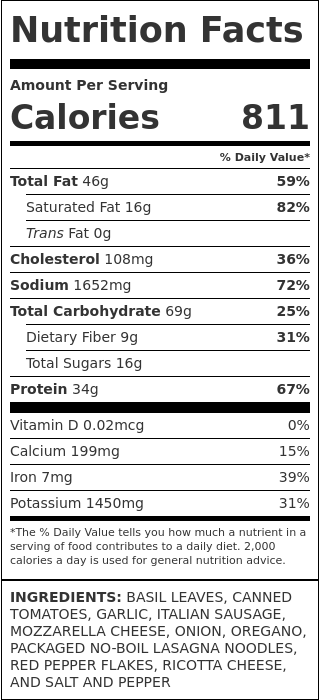 Nutrition Facts
Amount Per Serving
Calories 811
% Daily Value*
Total Fat 46g 59%
Saturated Fat 16g 82%
Trans Fat 0g
Cholesterol 108mg 36%
Sodium 1652mg 72%
Total Carbohydrate 69g 25%
Dietary Fiber 9g 31%
Total Sugars 16g
Protein 34g 67%
Vitamin D 0.02mcg 0%
Calcium 199mg 15%
Iron 7mg 39%
Potassium 1450mg 31%
*The % Daily Value tells you how much a nutrient in a
serving of food contributes to a daily diet. 2,000
calories a day is used for general nutrition advice.
INGREDIENTS: BASIL LEAVES, CANNED
TOMATOES, GARLIC, ITALIAN SAUSAGE,
MOZZARELLA CHEESE, ONION, OREGANO,
PACKAGED NO-BOIL LASAGNA NOODLES,
RED PEPPER FLAKES, RICOTTA CHEESE,
AND SALT AND PEPPER